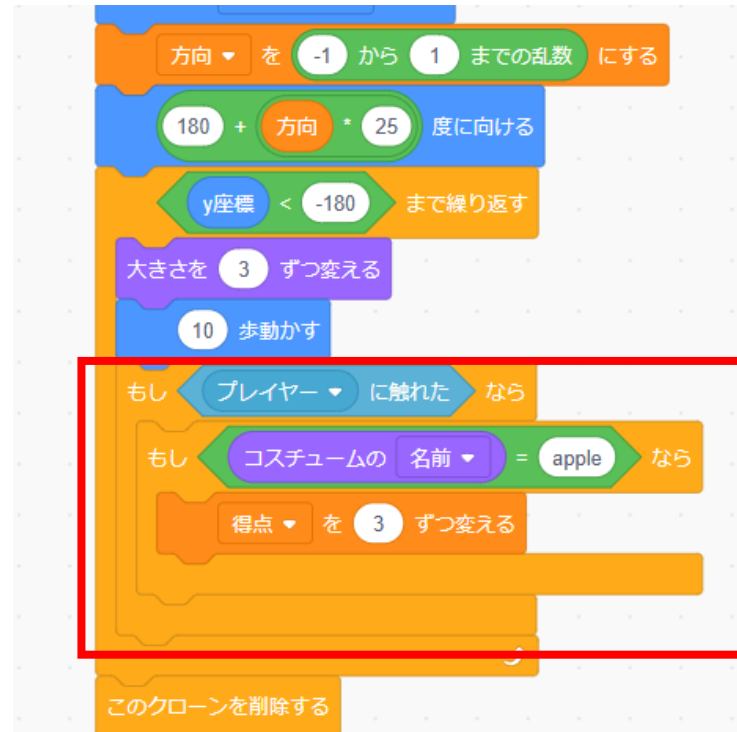 方向 を -1 から 1 までの乱数 にする
180 + 方向 * 25 度に向ける
y座標 < -180 まで繰り返す
大きさを 3 ずつ変える
10 歩動かす
もし プレイヤー に触れた なら
もし コスチュームの 名前 = apple なら
得点 を 3 ずつ変える
このクローンを削除する